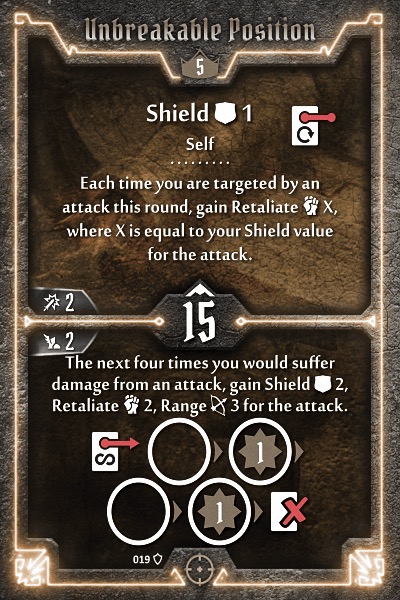 Unbreakable Position
5
Shield 1
Self
Each time you are targeted by an
attack this round, gain Retaliate X,
where X is equal to your Shield value
for the attack.
2
15
2
The next four times you would suffer
damage from an attack, gain Shield 2,
Retaliate 2, Range 3 for the attack.
1
1
019